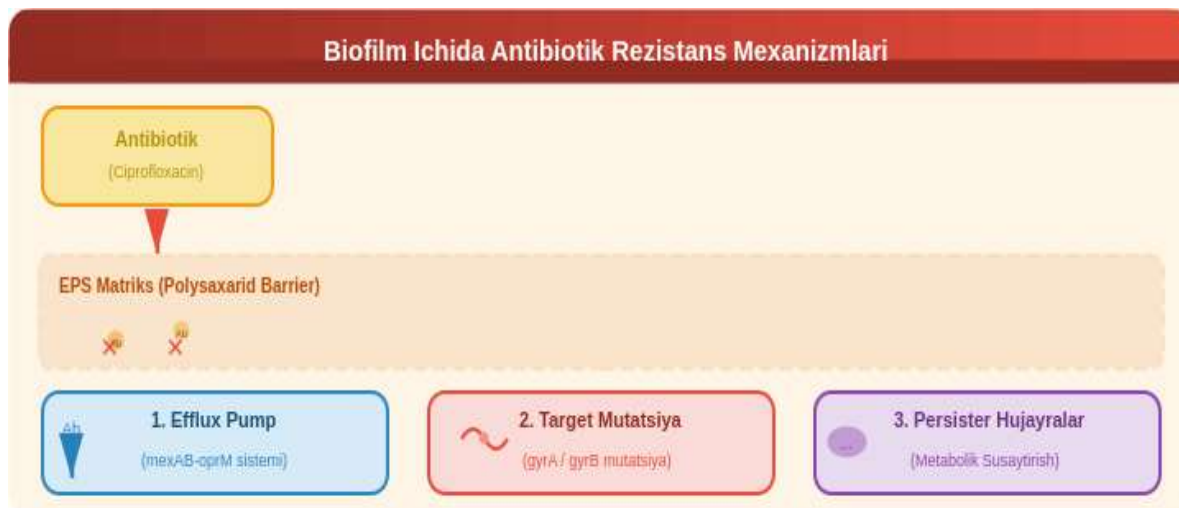 Biofilm Ichida Antibiotik Rezistans Mexanizmlari
Antibiotik
(Ciprofloxacin)
EPS Matriks (Polysaxarid Barrier)
1. Efflux Pump
(mexAB-oprM sistemi)
2. Target Mutatsiya
(gyrA / gyrB mutatsiya)
3. Persister Hujayralar
(Metabolik Susaytirish)